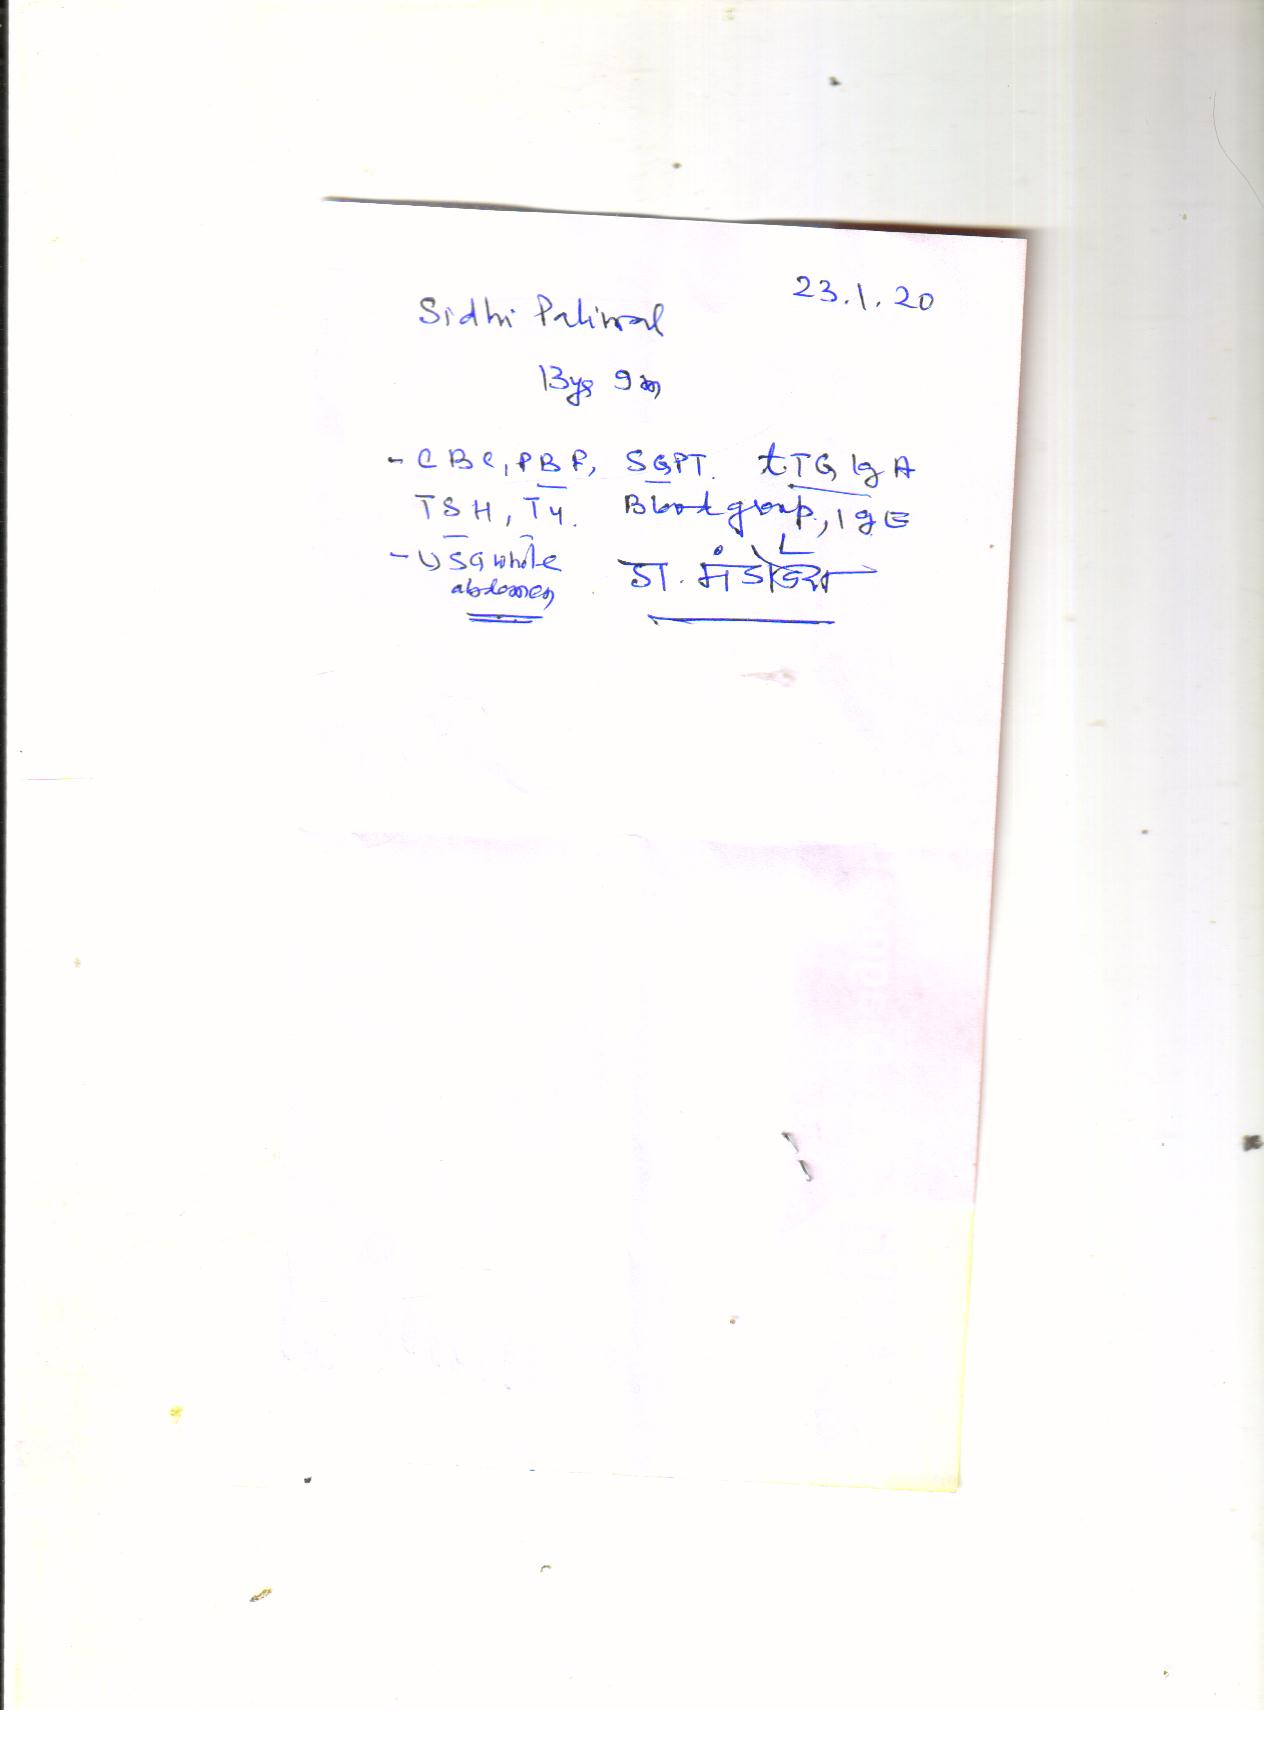 23.1.20
Sidhi Paliwal
13yrs 9m
- CBC, PBF, SGPT. tTG IgA
TSH, T4. Blood group, IgE
- USG whole
abdomen
डा.